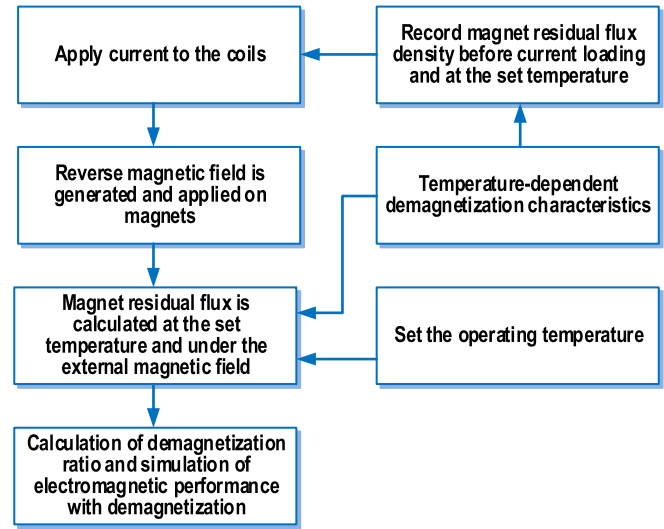 Apply current to the coils
Record magnet residual flux
density before current loading
and at the set temperature
Reverse magnetic field is
generated and applied on
magnets
Temperature-dependent
demagnetization characteristics
Magnet residual flux is
calculated at the set
temperature and under the
external magnetic field
Set the operating temperature
Calculation of demagnetization
ratio and simulation of
electromagnetic performance
with demagnetization